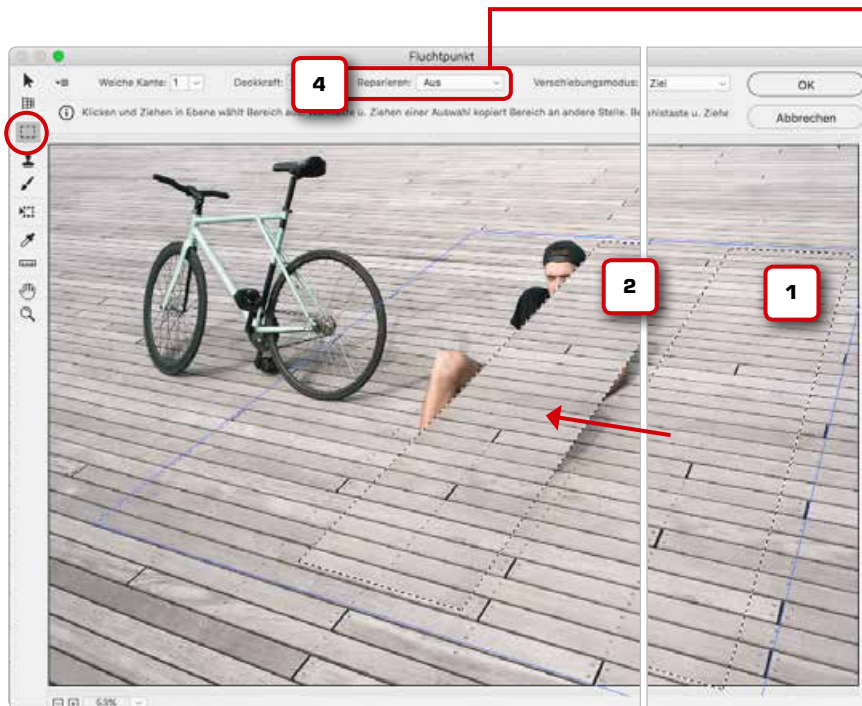 Fluchtpunkt
Weiche Kante: 1 Deckkraft: 4 Reparieren: Aus Verschiebungsmodus: Ziel OK
Klicken und Ziehen in Ebene wählt Bereich u. Ziehen einer Auswahl kopiert Bereich an andere Stelle. u. Ziehe Abbrechen
2 1
53%